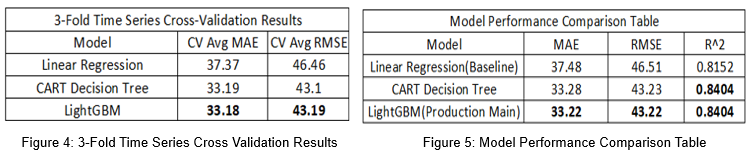 3-Fold Time Series Cross-Validation Results
Model CV Avg MAE CV Avg RMSE
Linear Regression 37.37 46.46
CART Decision Tree 33.19 43.1
LightGBM 33.18 43.19
Figure 4: 3-Fold Time Series Cross Validation Results
Model Performance Comparison Table
Model MAE RMSE R^2
Linear Regression(Baseline) 37.48 46.51 0.8152
CART Decision Tree 33.28 43.23 0.8404
LightGBM(Production Main) 33.22 43.22 0.8404
Figure 5: Model Performance Comparison Table